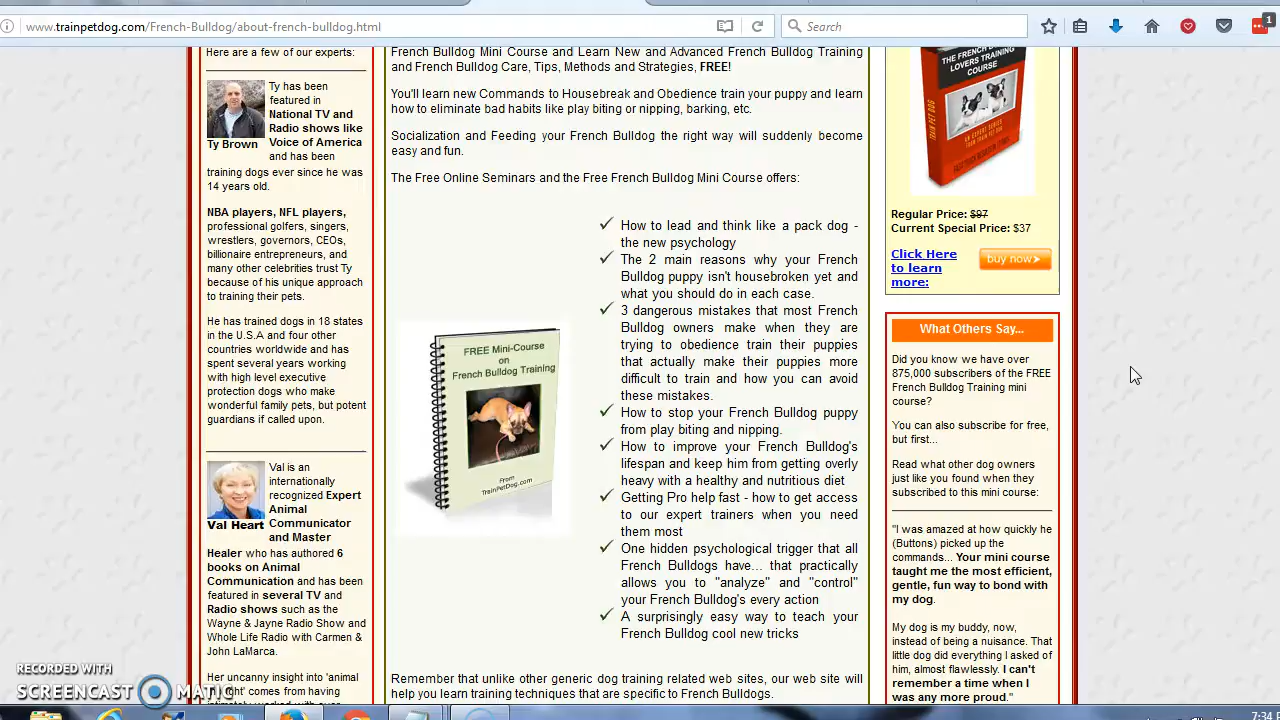 www.trainpetdog.com/French-Bulldog/about-french-bulldog.html
Search
1
Here are a few of our experts:
Ty has been
featured in
National TV and
Radio shows like
Voice of America
and has been
Ty Brown
training dogs ever since he was
14 years old.
NBA players, NFL players,
professional golfers, singers,
wrestlers, governors, CEOs,
billionaire entrepreneurs, and
many other celebrities trust Ty
because of his unique approach
to training their pets.
He has trained dogs in 18 states
in the U.S.A and four other
countries worldwide and has
spent several years working
with high level executive
protection dogs who make
wonderful family pets, but potent
guardians if called upon.
Val is an
internationally
recognized Expert
Animal
Communicator
and Master
Val Heart
Healer who has authored 6
books on Animal
Communication and has been
featured in several TV and
Radio shows such as the
Wayne & Jayne Radio Show and
Whole Life Radio with Carmen &
John LaMarca.
Her uncanny insight into 'animal
comes from having
French Bulldog Mini Course and Learn New and Advanced French Bulldog Training
and French Bulldog Care, Tips, Methods and Strategies, FREE!
You'll learn new Commands to Housebreak and Obedience train your puppy and learn
how to eliminate bad habits like play biting or nipping, barking, etc.
Socialization and Feeding your French Bulldog the right way will suddenly become
easy and fun.
The Free Online Seminars and the Free French Bulldog Mini Course offers:
FREE Mini-Course
on
French Bulldog Training
From
TrainPetDog.com
How to lead and think like a pack dog -
the new psychology
The 2 main reasons why your French
Bulldog puppy isn't housebroken yet and
what you should do in each case.
3 dangerous mistakes that most French
Bulldog owners make when they are
trying to obedience train their puppies
that actually make their puppies more
difficult to train and how you can avoid
these mistakes.
How to stop your French Bulldog puppy
from play biting and nipping.
How to improve your French Bulldog's
lifespan and keep him from getting overly
heavy with a healthy and nutritious diet
Getting Pro help fast - how to get access
to our expert trainers when you need
them most
One hidden psychological trigger that all
French Bulldogs have... that practically
allows you to "analyze" and "control"
your French Bulldog's every action
A surprisingly easy way to teach your
French Bulldog cool new tricks
Remember that unlike other generic dog training related web sites, our web site will
help you learn training techniques that are specific to French Bulldogs.
THE FRENCH
LOVERS TRAINING
COURSE
TRAIN PET DOG
Regular Price: $97
Current Special Price: $37
Click Here
to learn
more:
buy now
What Others Say...
Did you know we have over
875,000 subscribers of the FREE
French Bulldog Training mini
course?
You can also subscribe for free,
but first...
Read what other dog owners
just like you found when they
subscribed to this mini course:
"I was amazed at how quickly he
(Buttons) picked up the
commands... Your mini course
taught me the most efficient,
gentle, fun way to bond with
my dog.
My dog is my buddy, now,
instead of being a nuisance. That
little dog did everything I asked of
him, almost flawlessly. I can't
remember a time when I
was any more proud."
RECORDED WITH
SCREENCAST MATIC
7:34